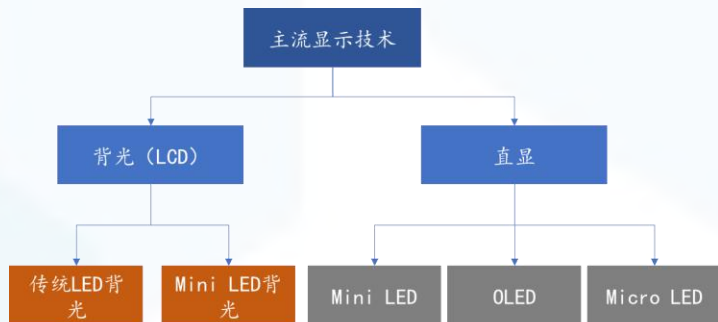 主流显示技术
背光（LCD）
直显
传统LED背
光
Mini LED背
光
Mini LED
OLED
Micro LED